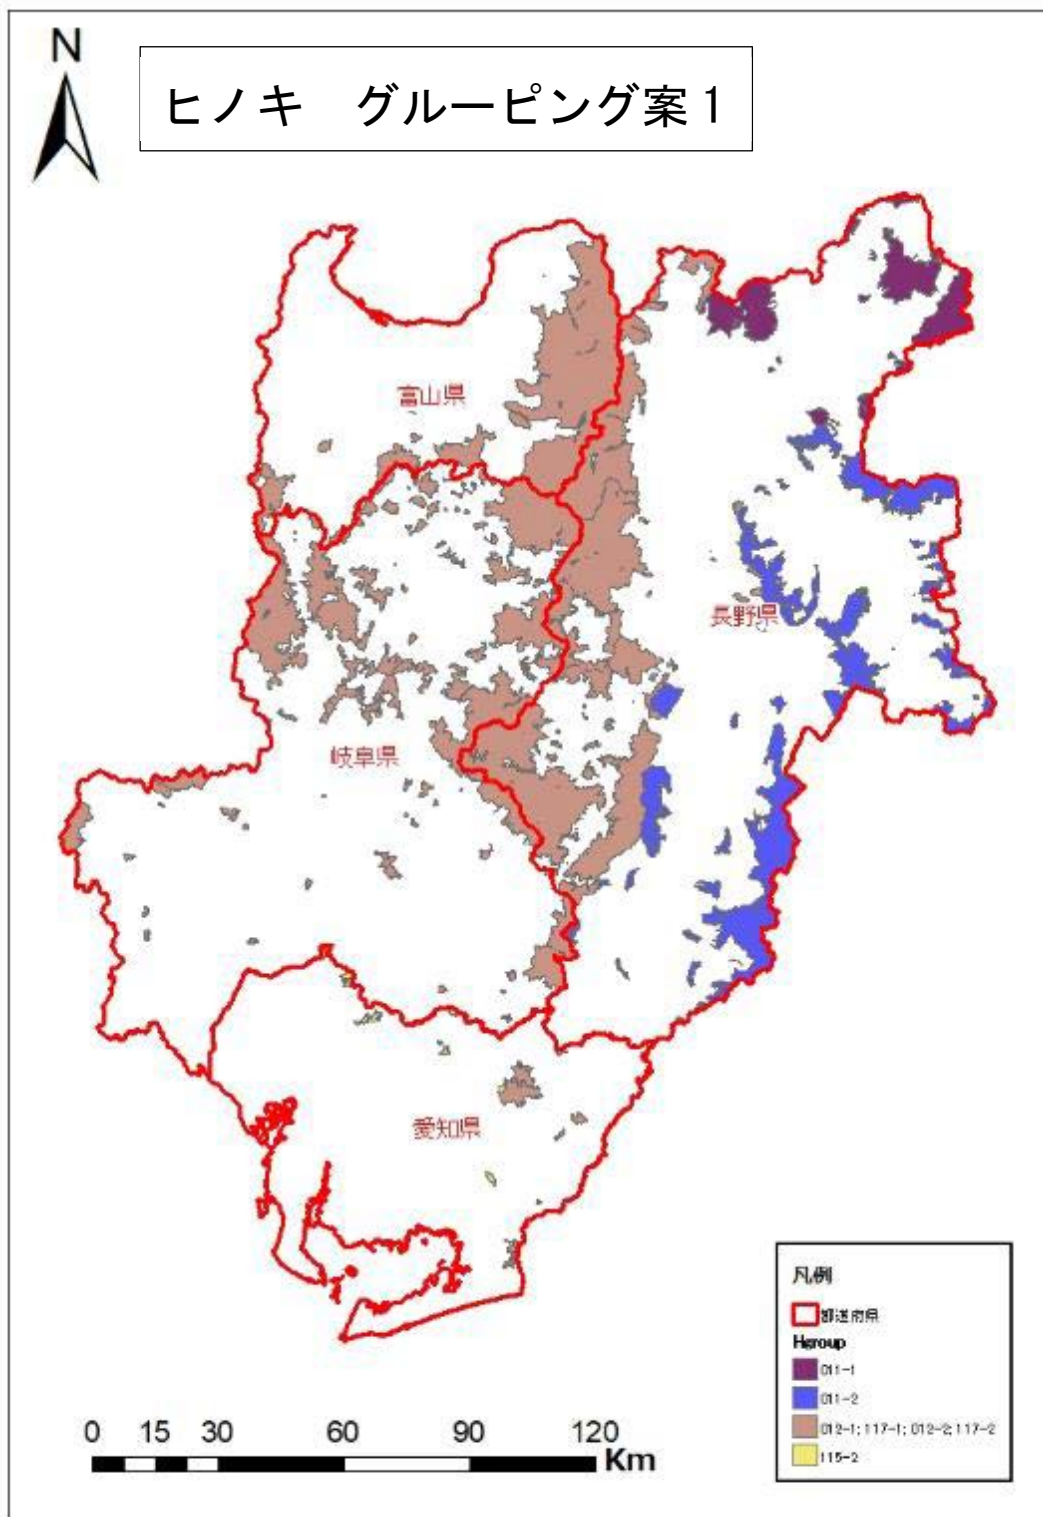 N
ヒノキ グルーピング案1
富山県
長野県
岐阜県
愛知県
凡例
都道府県
Hgroup
011-1
011-2
012-1; 117-1; 012-2; 117-2
115-2
0 15 30 60 90 120
Km